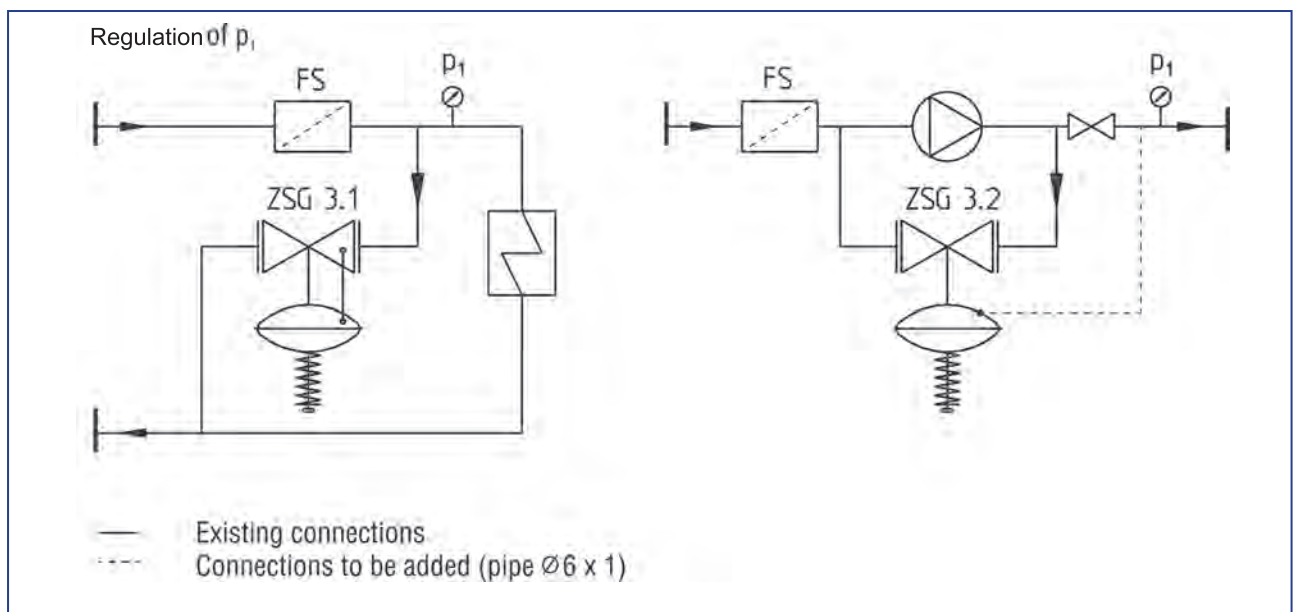 Regulation of p₁
FS
p₁
ZSG 3.1
FS
p₁
ZSG 3.2
Existing connections
Connections to be added (pipe Ø6 x 1)